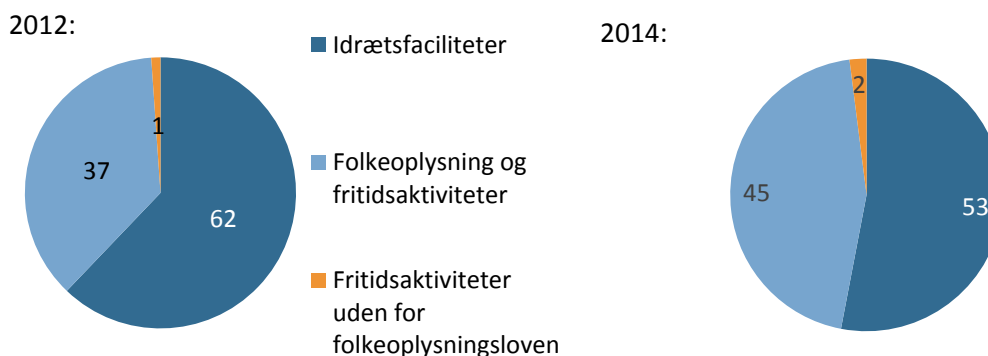 2012:
1
37
62
Idrætsfaciliteter
Folkeoplysning og
fritidsaktiviteter
Fritidsaktiviteter
uden for
folkeoplysningsloven
2014:
2
45
53